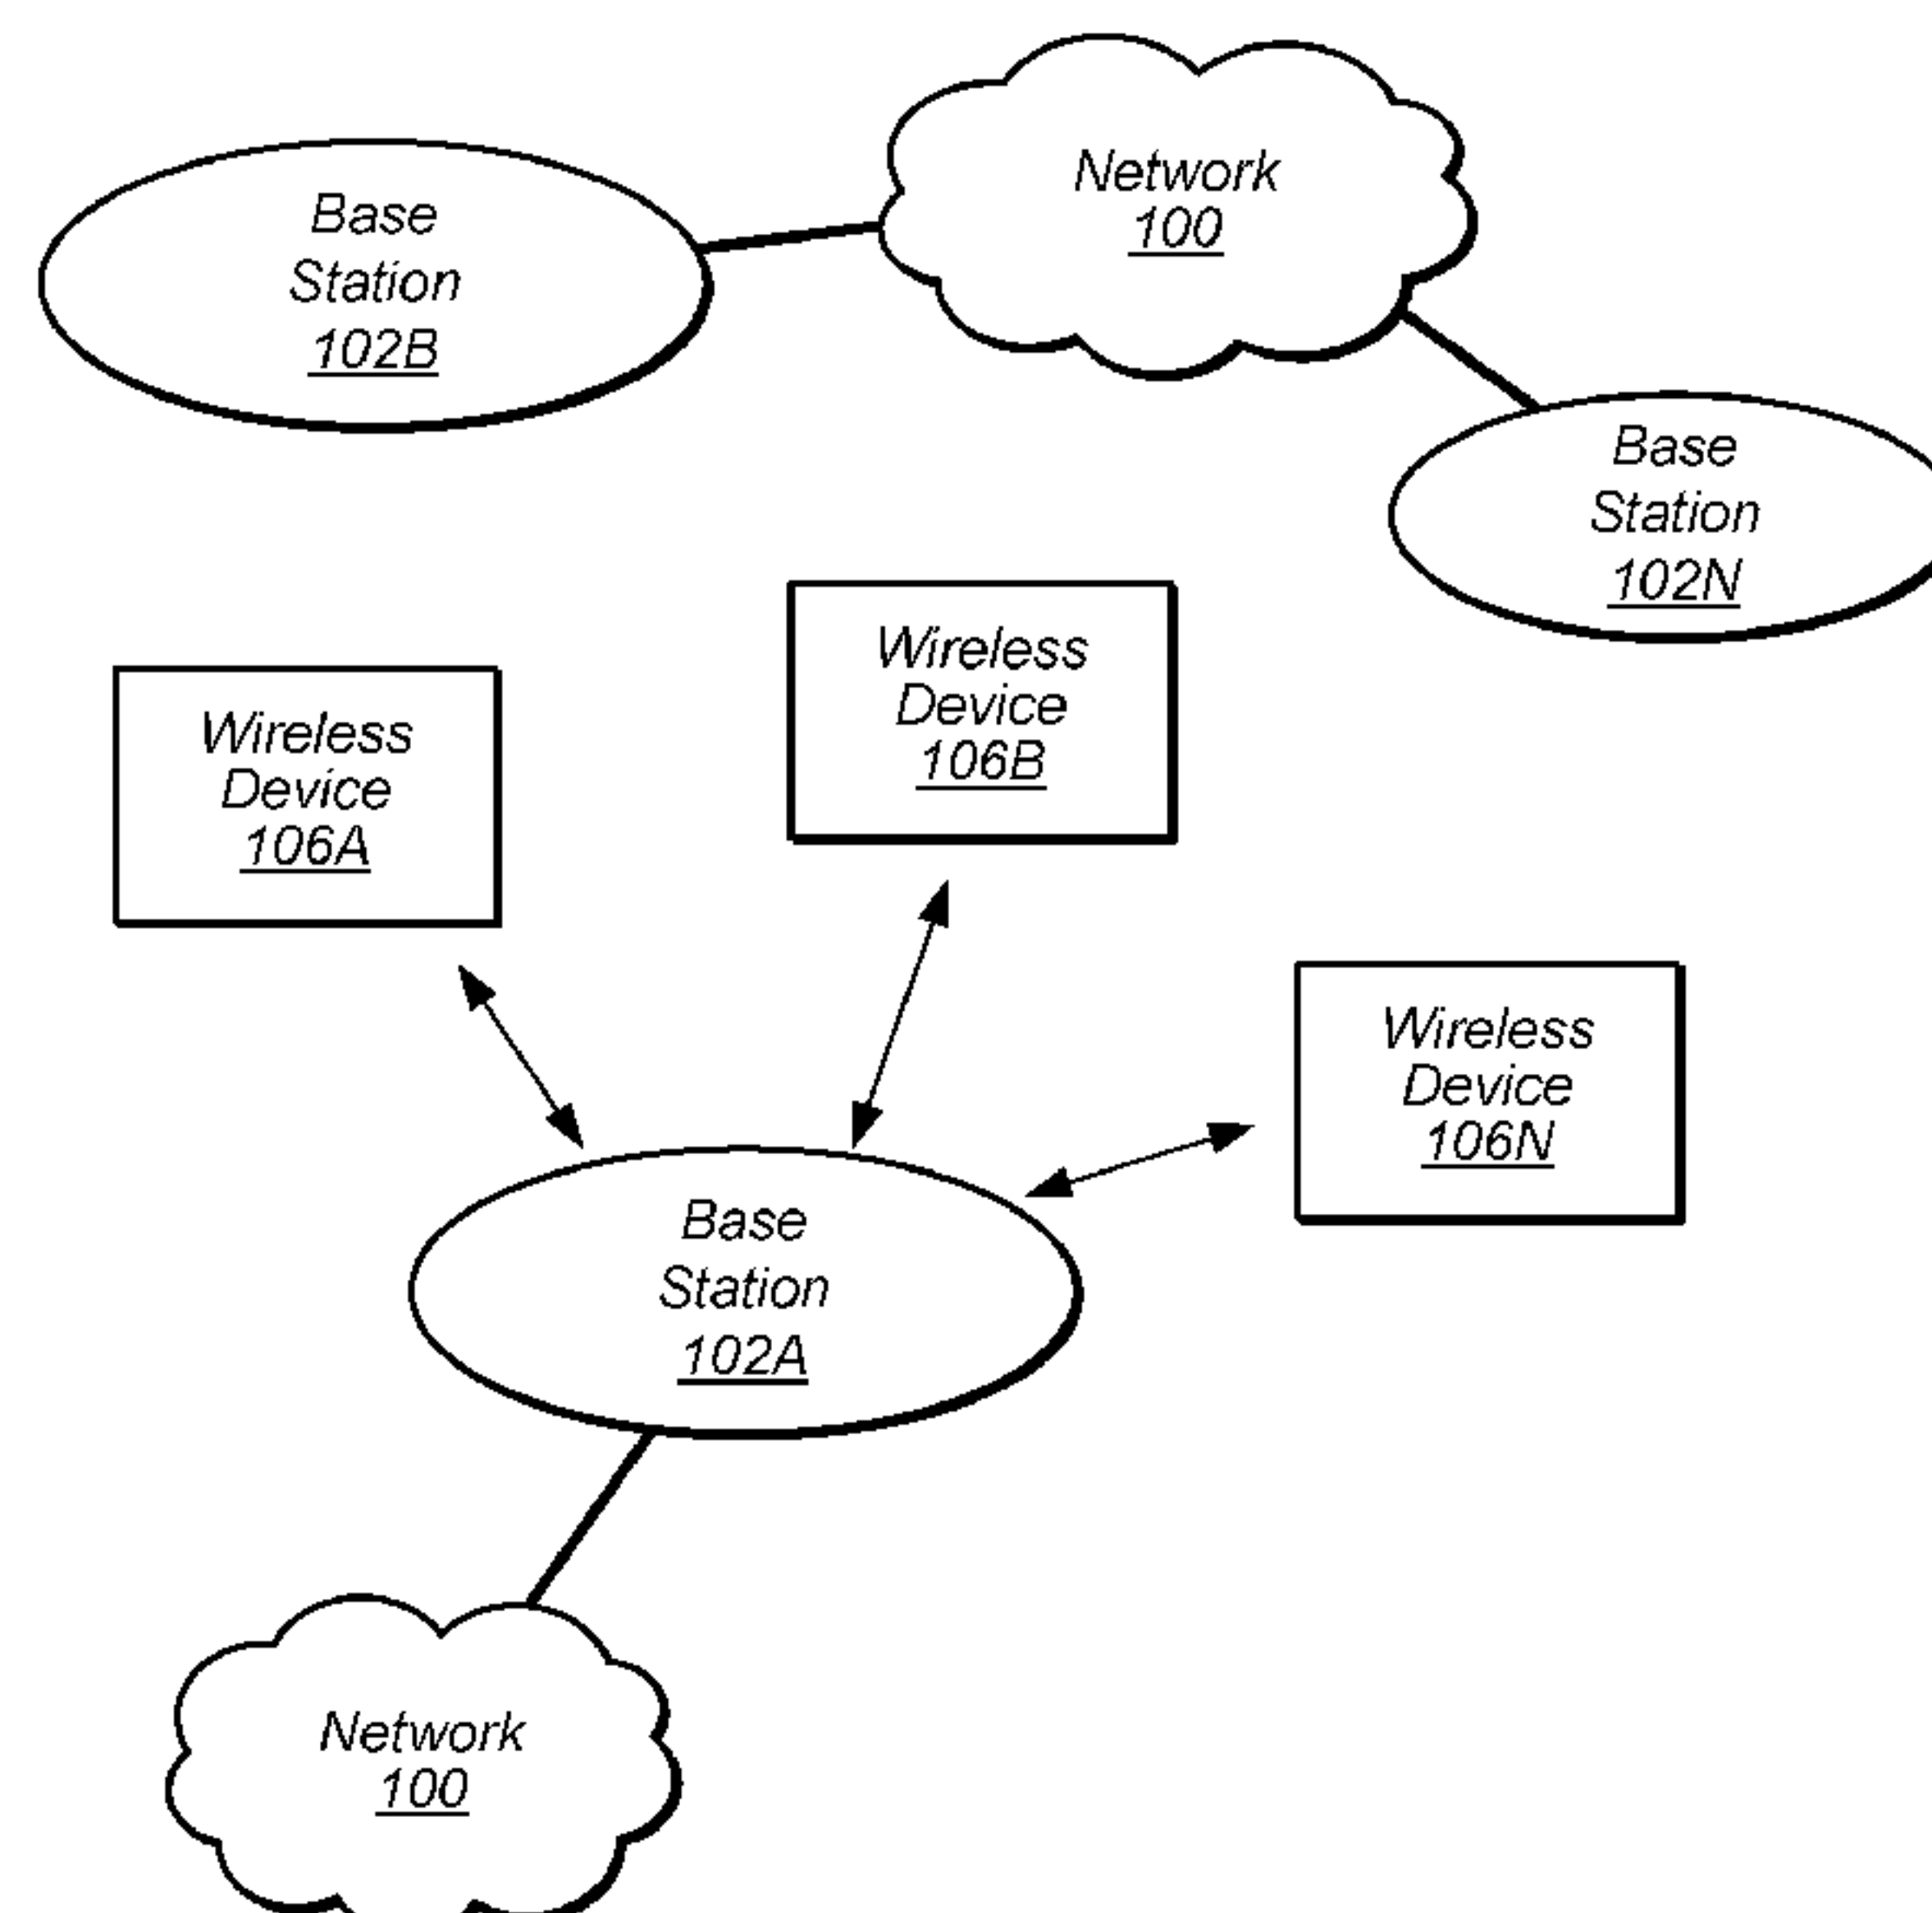 Network
100
Base
Station
102B
Base
Station
102N
Wireless
Device
106B
Wireless
Device
106A
Wireless
Device
106N
Base
Station
102A
Network
100